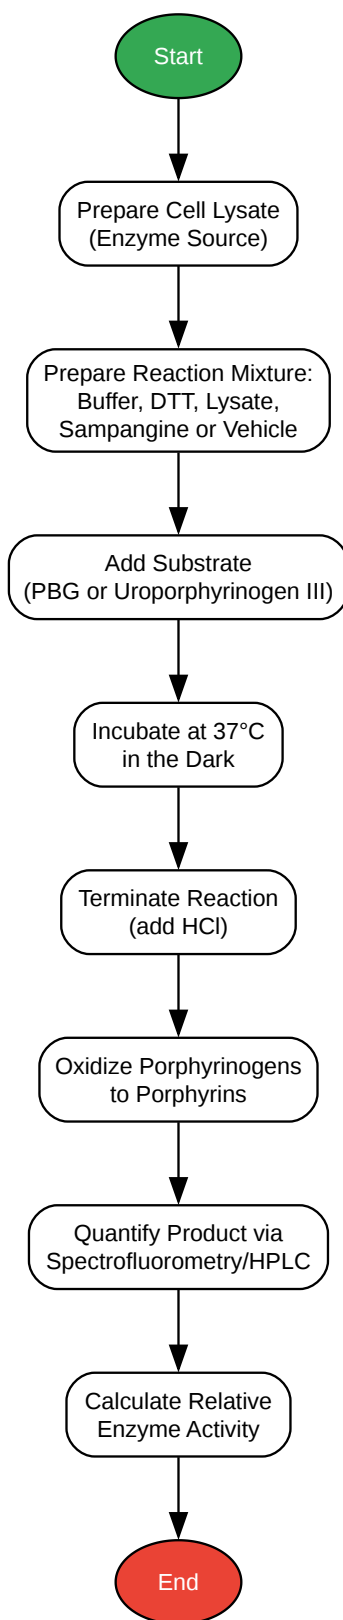 Start
Prepare Cell Lysate
(Enzyme Source)
Prepare Reaction Mixture:
Buffer, DTT, Lysate,
Sampangine or Vehicle
Add Substrate
(PBG or Uroporphyrinogen III)
Incubate at 37°C
in the Dark
Terminate Reaction
(add HCl)
Oxidize Porphyrinogens
to Porphyrins
Quantify Product via
Spectrofluorometry/HPLC
Calculate Relative
Enzyme Activity
End